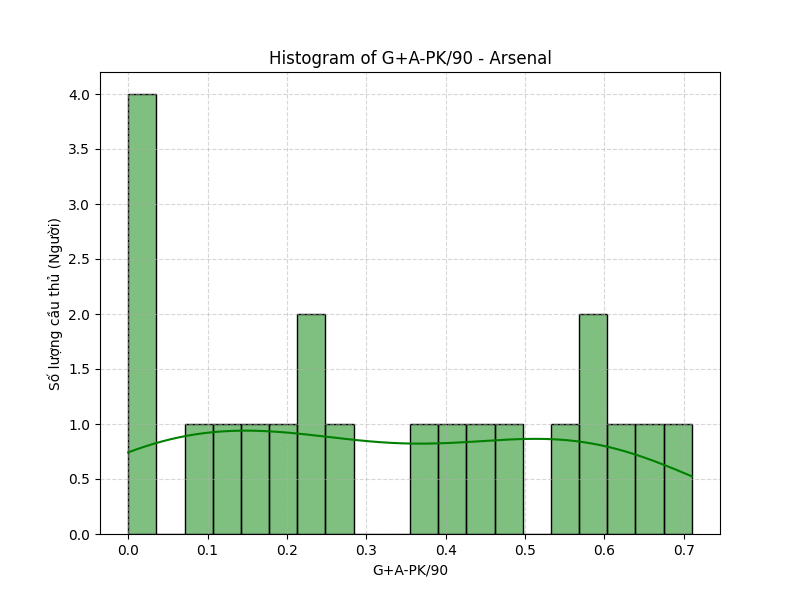 Histogram of G+A-PK/90 - Arsenal
Số lượng cầu thủ (Người)
4.0
3.5
3.0
2.5
2.0
1.5
1.0
0.5
0.0
0.0 0.1 0.2 0.3 0.4 0.5 0.6 0.7
G+A-PK/90